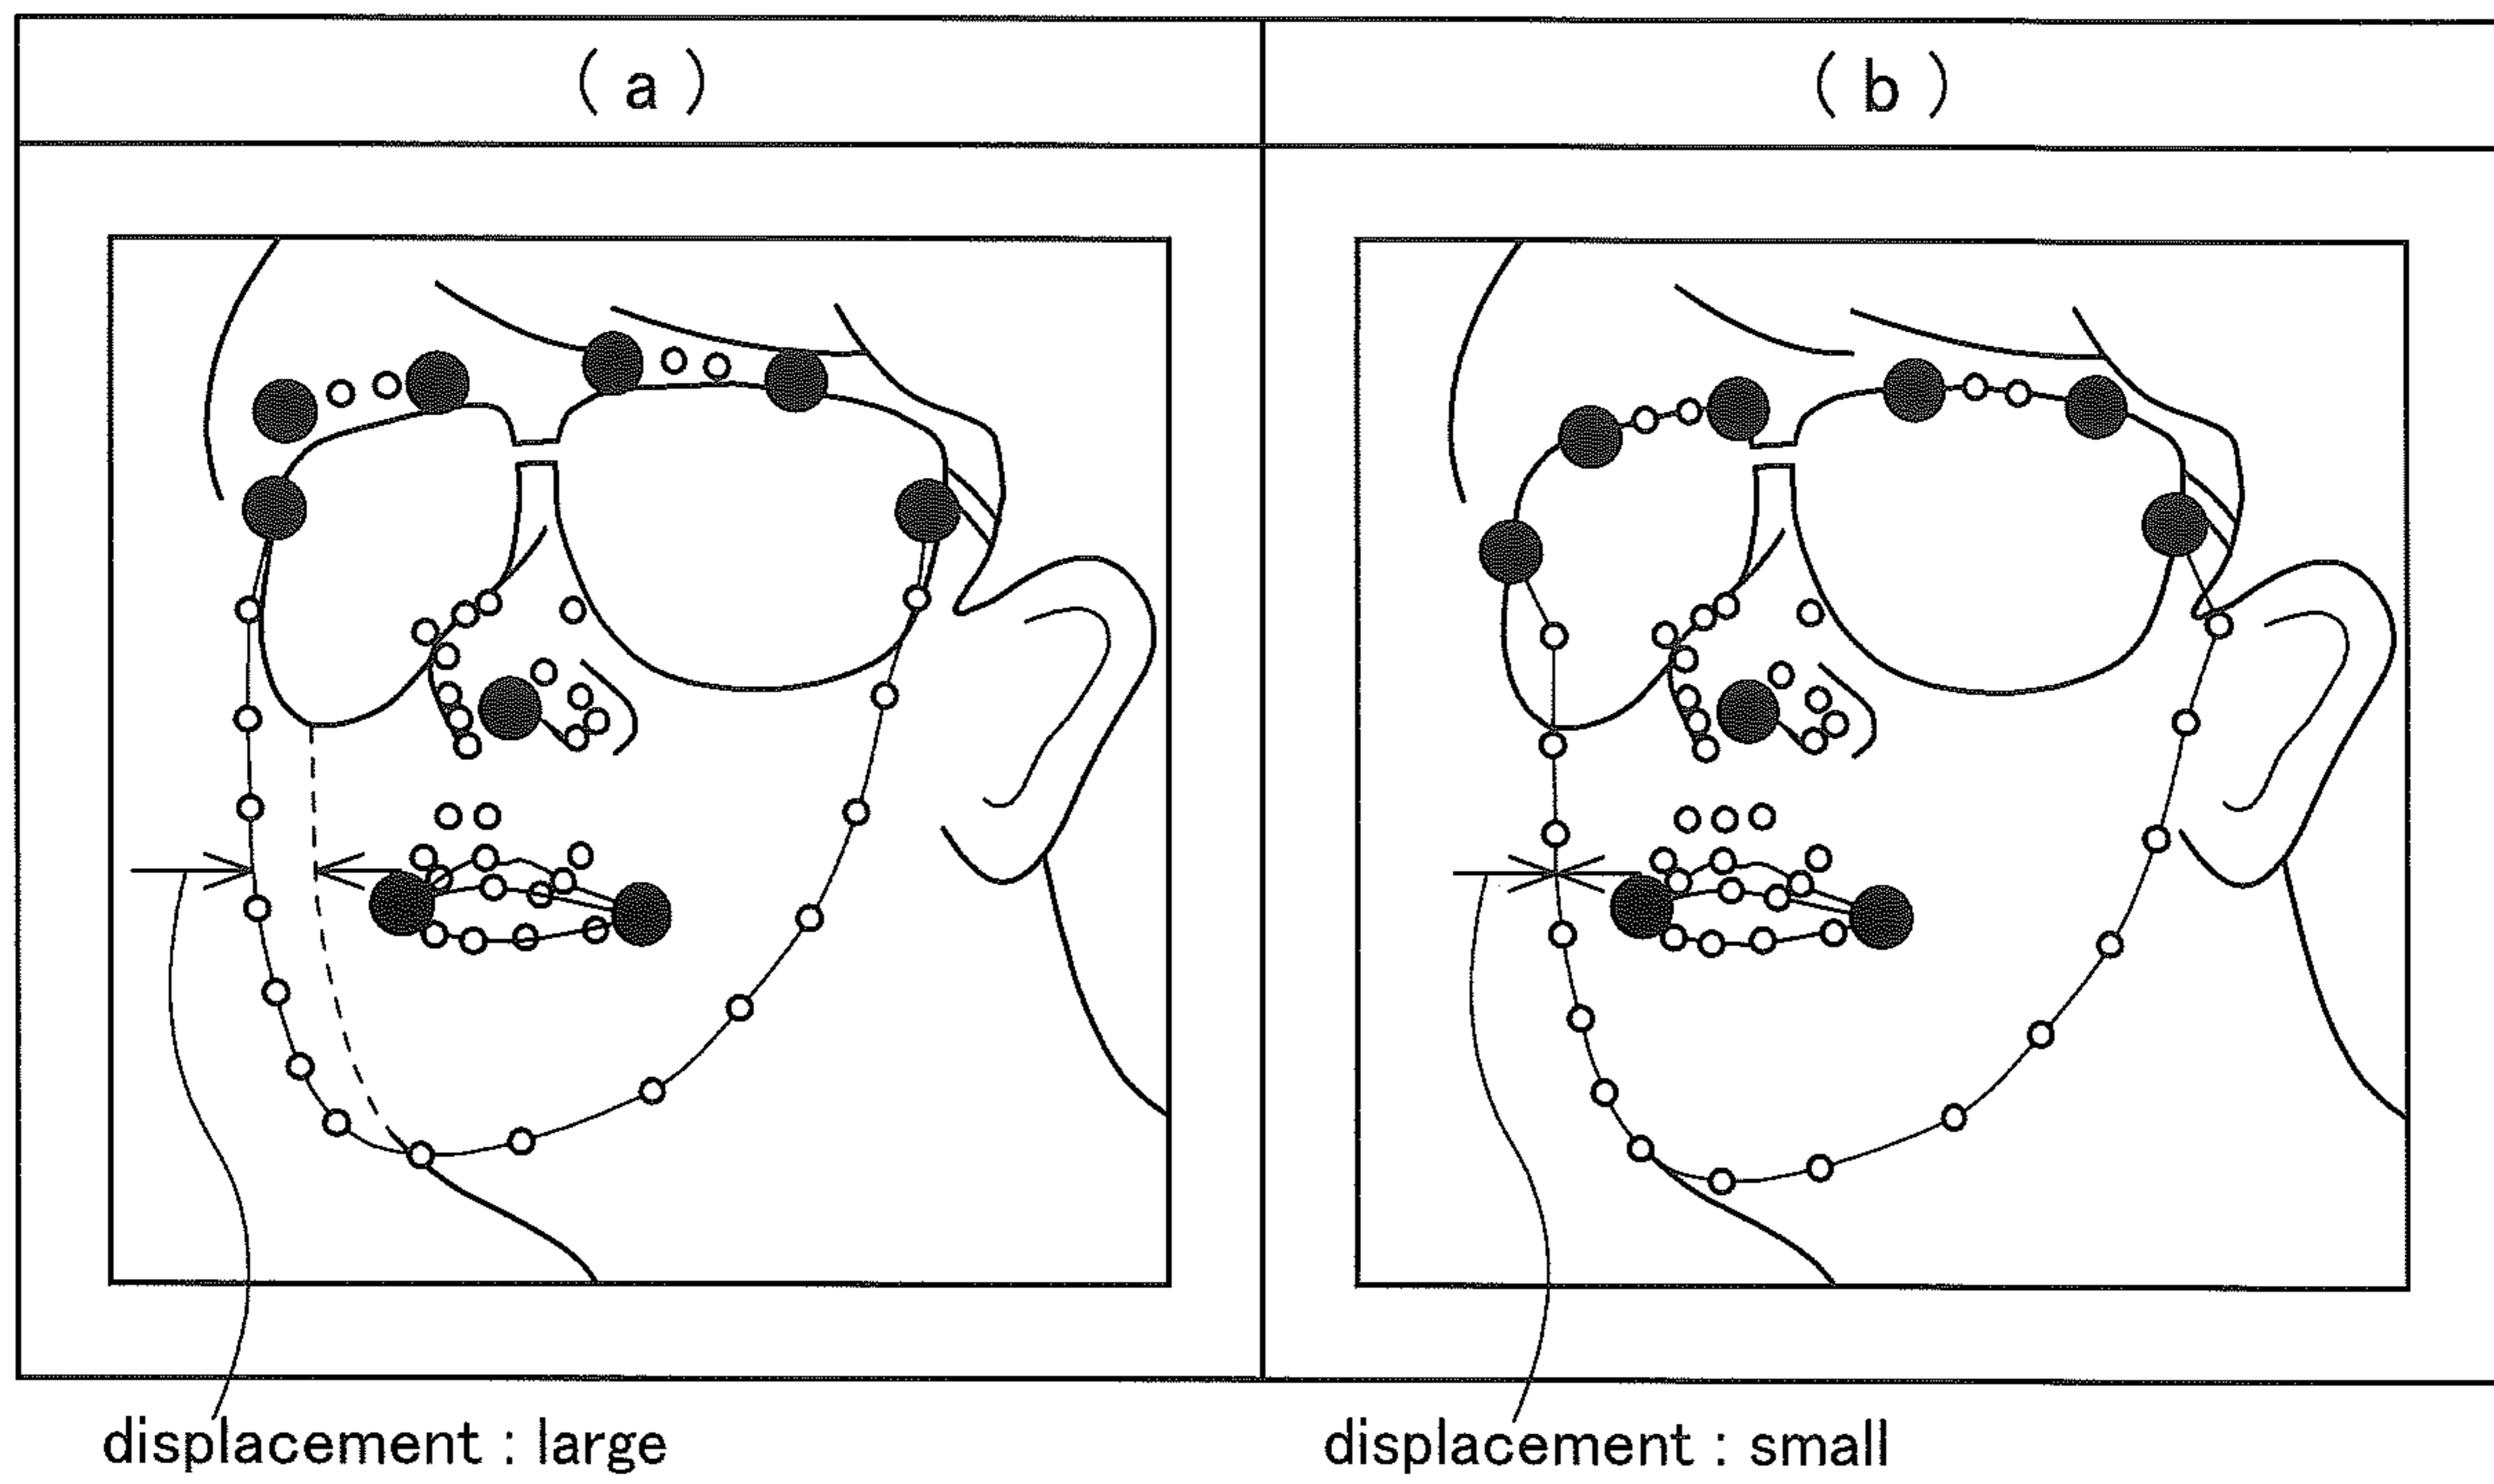 ( a )
( b )
displacement : large
displacement : small